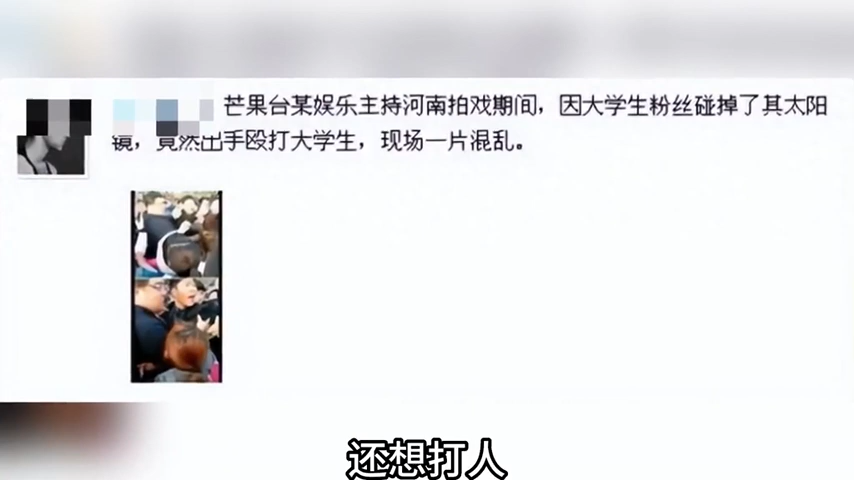 芒果台某娱乐主持河南拍戏期间，因大学生粉丝碰掉了其太阳
镜，竟然出手殴打大学生，现场一片混乱。
还想打人